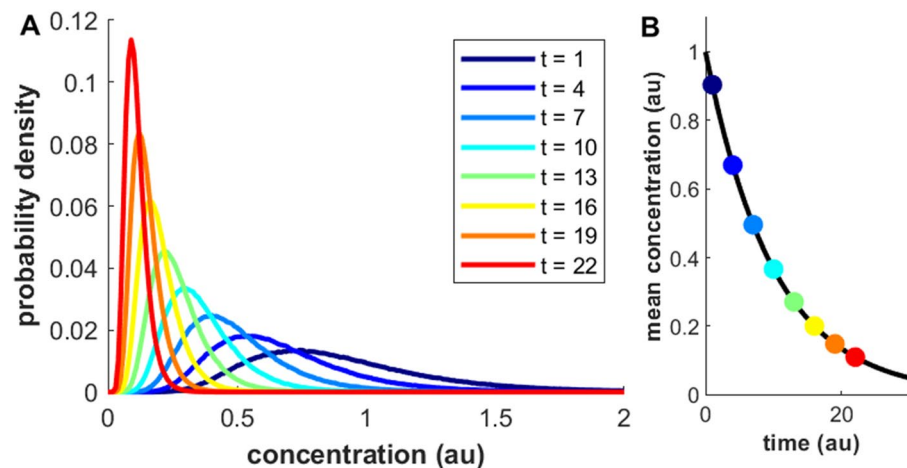 A
0.12
0.1
0.08
0.06
0.04
0.02
0
probability density
0
0.5
1
1.5
2
concentration (au)
t = 1
t = 4
t = 7
t = 10
t = 13
t = 16
t = 19
t = 22
B
1
0.8
0.6
0.4
0.2
0
mean concentration (au)
0
20
time (au)